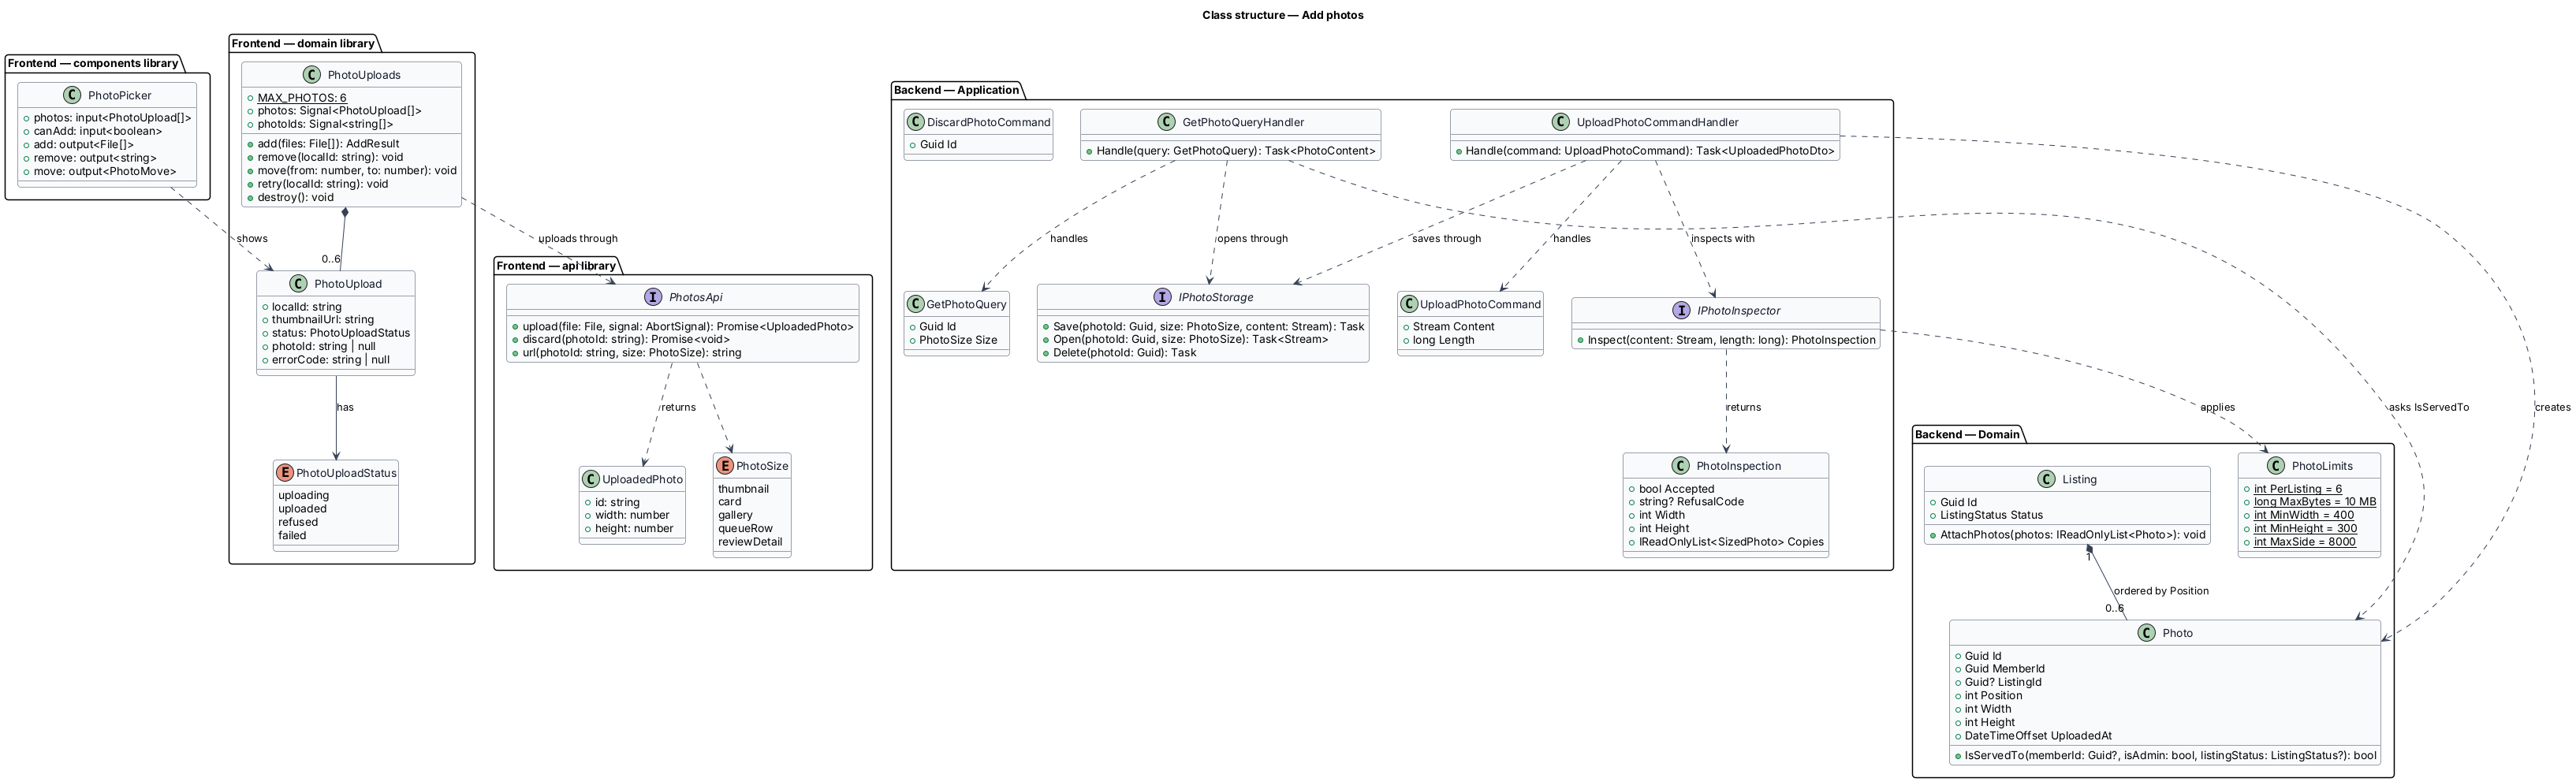 Class structure — Add photos
Frontend — components library
C PhotoPicker
photos: input<PhotoUpload[]>
canAdd: input<boolean>
add: output<File[]>
remove: output<string>
move: output<PhotoMove>
Frontend — domain library
C PhotoUploads
MAX_PHOTOS: 6
photos: Signal<PhotoUpload[]>
photoIds: Signal<string[]>
add(files: File[]): AddResult
remove(localId: string): void
move(from: number, to: number): void
retry(localId: string): void
destroy(): void
shows
0..6
C PhotoUpload
localId: string
thumbnailUrl: string
status: PhotoUploadStatus
photoId: string | null
errorCode: string | null
has
E PhotoUploadStatus
uploading
uploaded
refused
failed
uploads through
Frontend — api library
I PhotosApi
upload(file: File, signal: AbortSignal): Promise<UploadedPhoto>
discard(photoId: string): Promise<void>
url(photoId: string, size: PhotoSize): string
returns
C UploadedPhoto
id: string
width: number
height: number
E PhotoSize
thumbnail
card
gallery
queueRow
reviewDetail
Backend — Application
C DiscardPhotoCommand
Guid Id
C GetPhotoQueryHandler
Handle(query: GetPhotoQuery): Task<PhotoContent>
C UploadPhotoCommandHandler
Handle(command: UploadPhotoCommand): Task<UploadedPhotoDto>
handles
opens through
saves through
handles
inspects with
C GetPhotoQuery
Guid Id
PhotoSize Size
I IPhotoStorage
Save(photoId: Guid, size: PhotoSize, content: Stream): Task
Open(photoId: Guid, size: PhotoSize): Task<Stream>
Delete(photoId: Guid): Task
C UploadPhotoCommand
Stream Content
long Length
I IPhotoInspector
Inspect(content: Stream, length: long): PhotoInspection
returns
applies
asks IsServedTo
creates
C PhotoInspection
bool Accepted
string? RefusalCode
int Width
int Height
IReadOnlyList<SizedPhoto> Copies
Backend — Domain
C Listing
Guid Id
ListingStatus Status
AttachPhotos(photos: IReadOnlyList<Photo>): void
C PhotoLimits
int PerListing = 6
long MaxBytes = 10 MB
int MinWidth = 400
int MinHeight = 300
int MaxSide = 8000
1
ordered by Position
0..6
C Photo
Guid Id
Guid MemberId
Guid? ListingId
int Position
int Width
int Height
DateTimeOffset UploadedAt
IsServedTo(memberId: Guid?, isAdmin: bool, listingStatus: ListingStatus?): bool